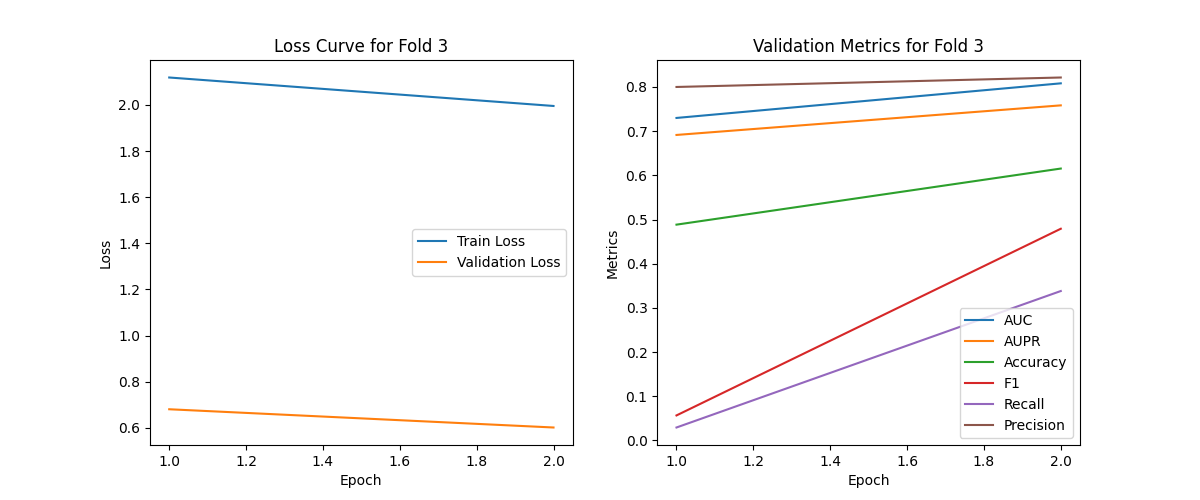 Loss Curve for Fold 3
Loss
2.0
1.8
1.6
1.4
1.2
1.0
0.8
0.6
Train Loss
Validation Loss
1.0 1.2 1.4 1.6 1.8 2.0
Epoch
Validation Metrics for Fold 3
Metrics
0.8
0.7
0.6
0.5
0.4
0.3
0.2
0.1
0.0
AUC
AUPR
Accuracy
F1
Recall
Precision
1.0 1.2 1.4 1.6 1.8 2.0
Epoch